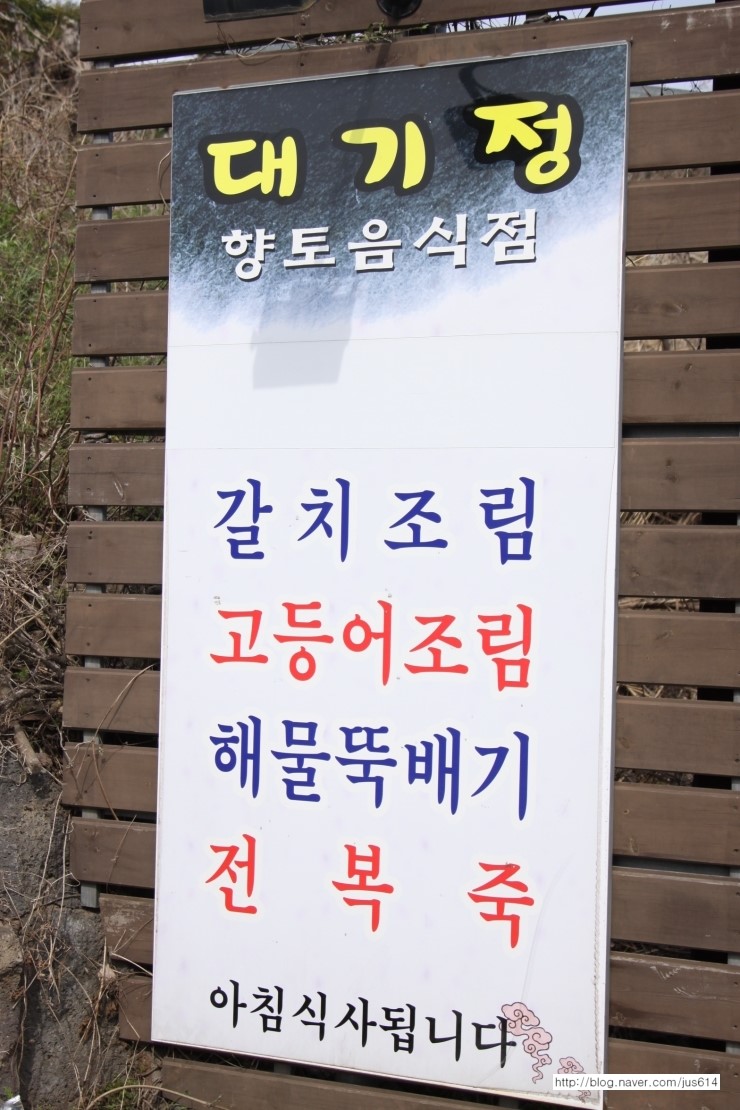 대기정
향토음식점
갈치조림
고등어조림
해물뚝배기
전복죽
아침식사됩니다
http://blog.naver.com/jus614